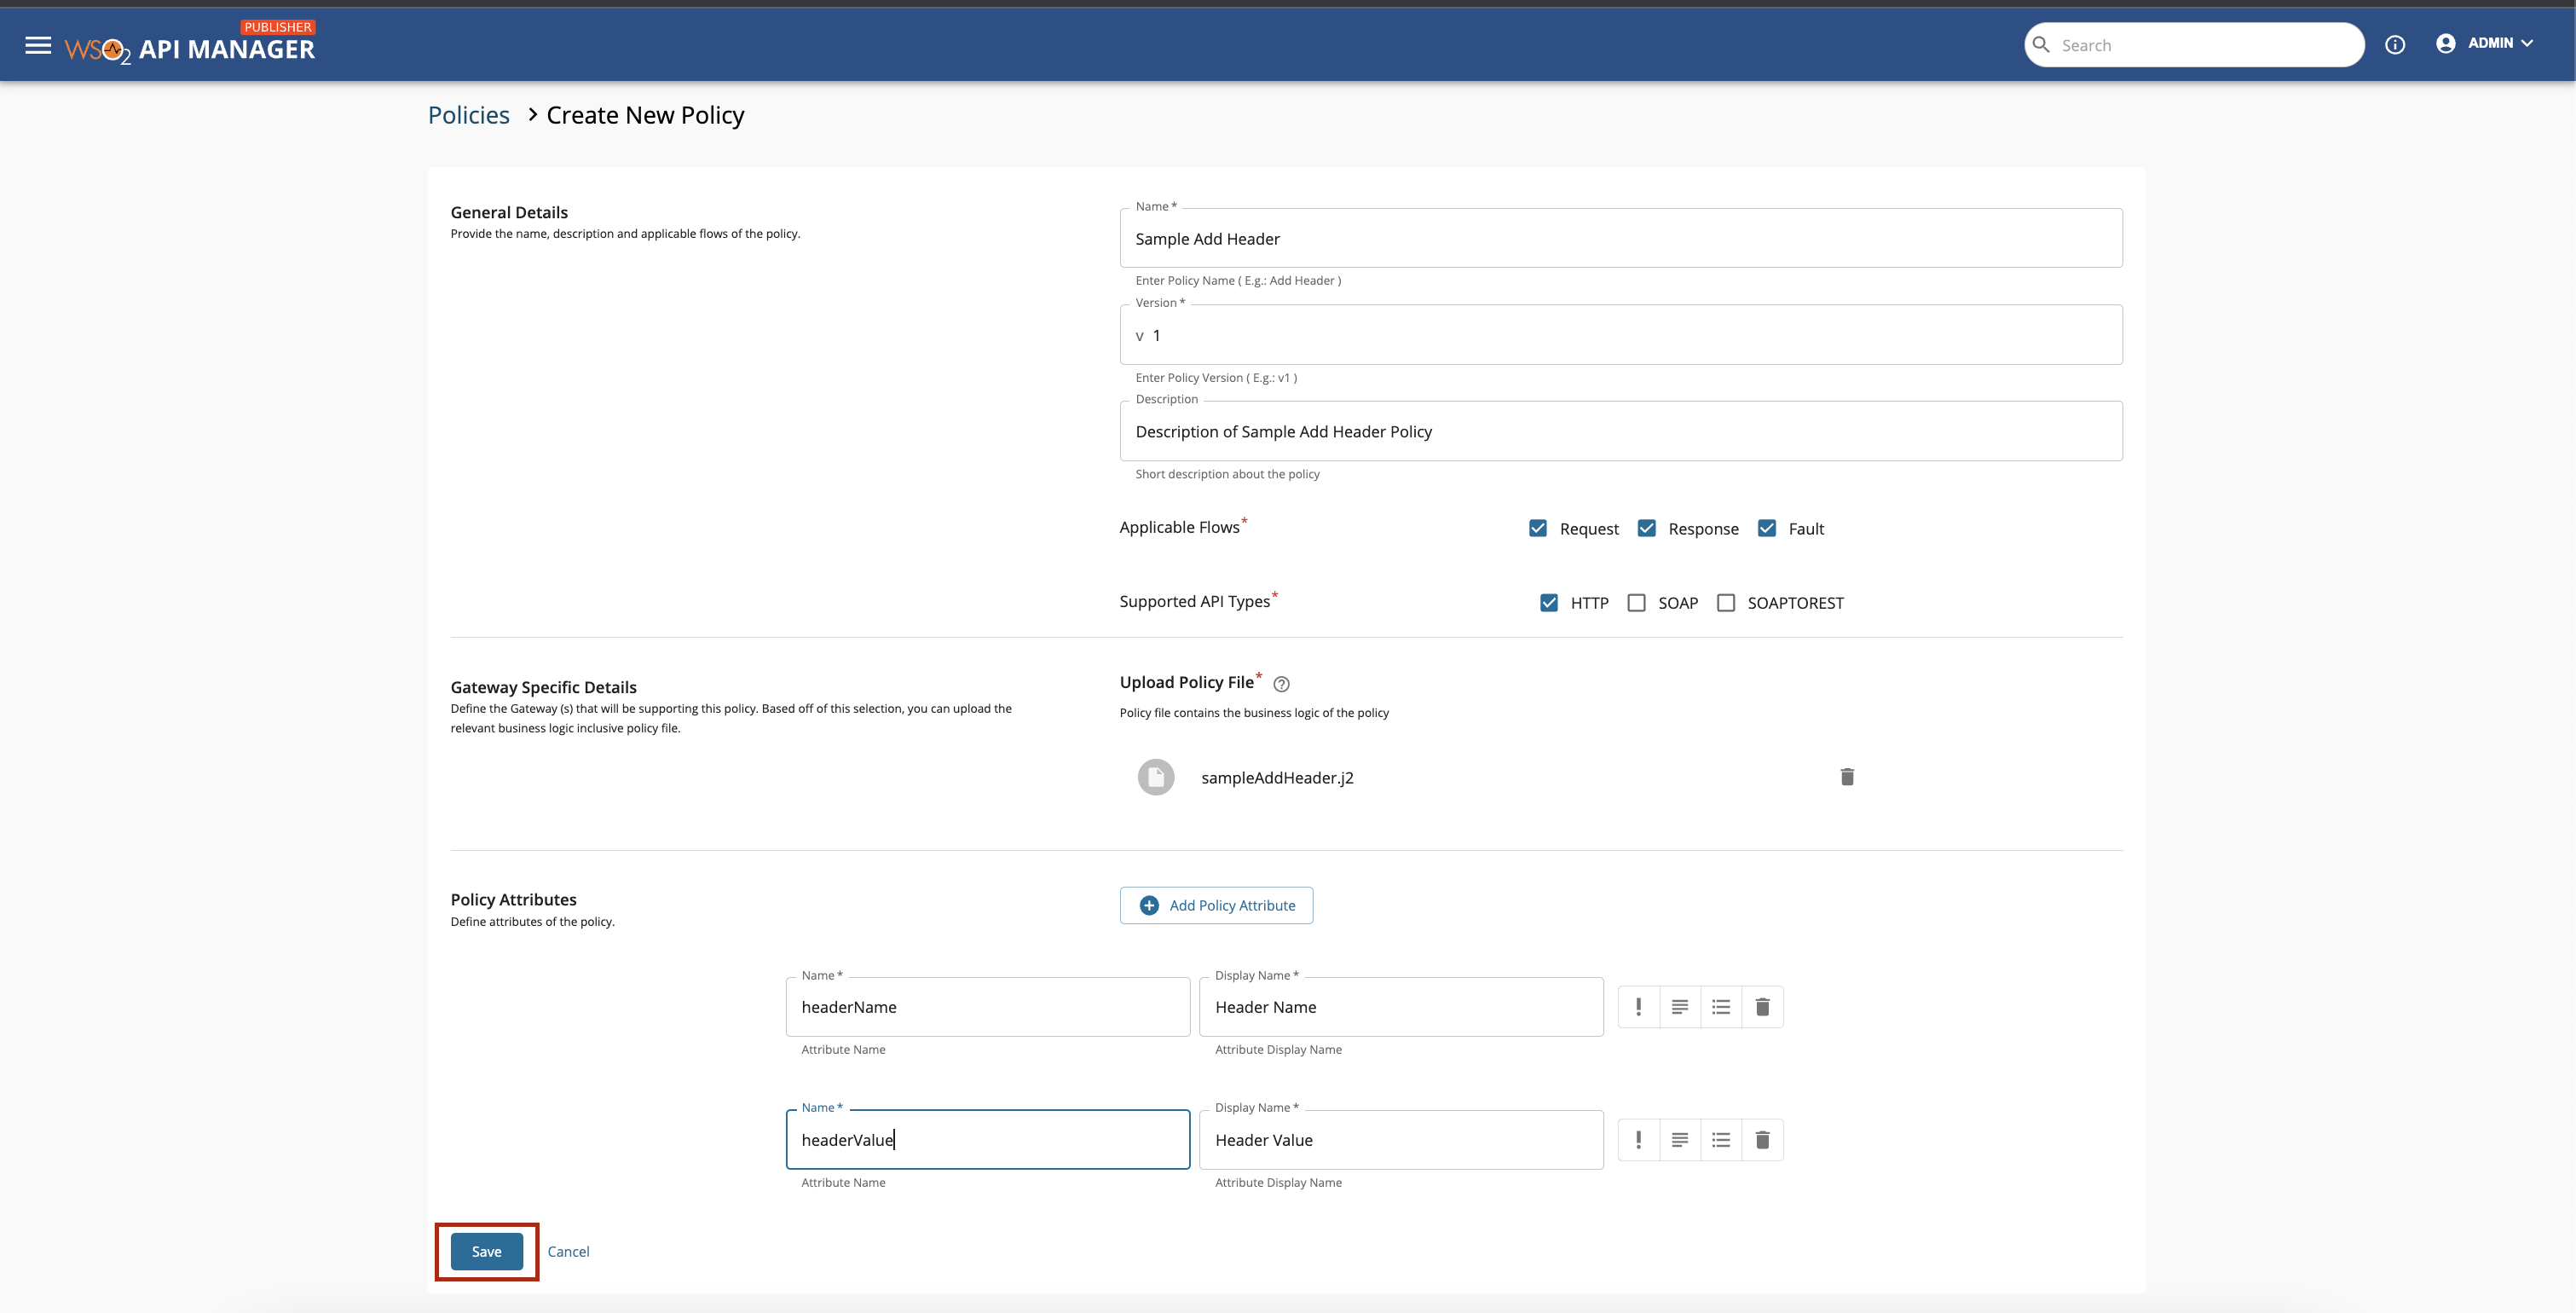 PUBLISHER
WSO2 API MANAGER
Search
ADMIN
Policies > Create New Policy
General Details
Provide the name, description and applicable flows of the policy.
Name *
Sample Add Header
Enter Policy Name ( E.g.: Add Header )
Version *
v 1
Enter Policy Version ( E.g.: v1 )
Description
Description of Sample Add Header Policy
Short description about the policy
Applicable Flows*
Request
Response
Fault
Supported API Types*
HTTP
SOAP
SOAPTOREST
Gateway Specific Details
Define the Gateway (s) that will be supporting this policy. Based off of this selection, you can upload the
relevant business logic inclusive policy file.
Upload Policy File*
Policy file contains the business logic of the policy
sampleAddHeader.j2
Policy Attributes
Define attributes of the policy.
Add Policy Attribute
Name *
headerName
Attribute Name
Display Name *
Header Name
Attribute Display Name
Name *
headerValue
Attribute Name
Display Name *
Header Value
Attribute Display Name
Save
Cancel